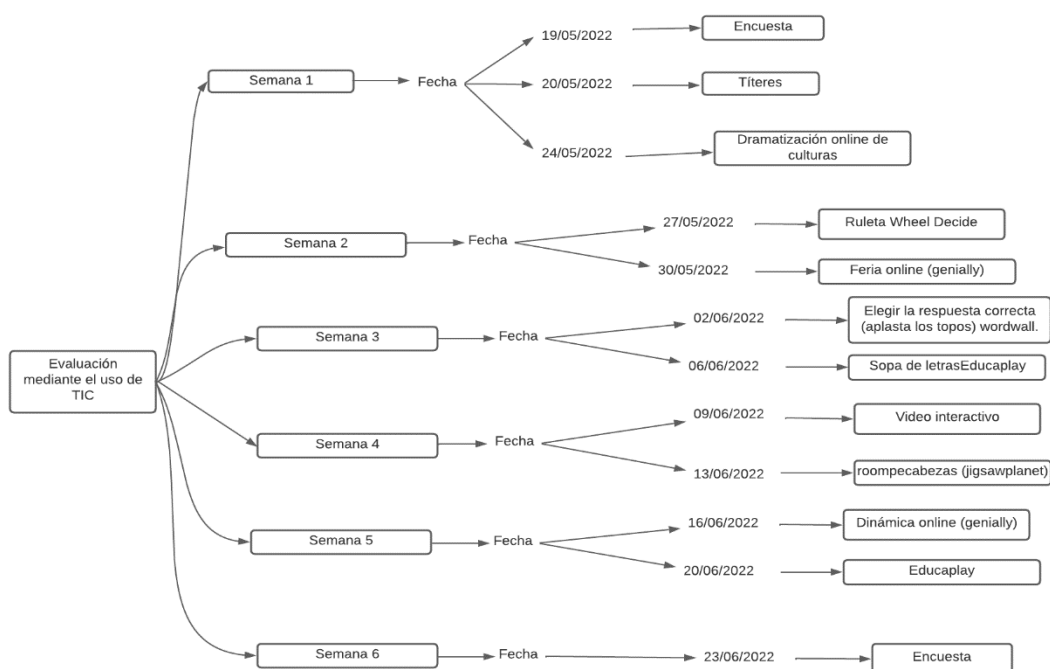 Evaluación
mediante el uso de
TIC
Semana 1
Fecha
19/05/2022
Encuesta
20/05/2022
Títeres
24/05/2022
Dramatización online de
culturas
Semana 2
Fecha
27/05/2022
Ruleta Wheel Decide
30/05/2022
Feria online (genially)
Semana 3
Fecha
02/06/2022
Elegir la respuesta correcta
(aplasta los topos) wordwall.
06/06/2022
Sopa de letrasEducaplay
Semana 4
Fecha
09/06/2022
Video interactivo
13/06/2022
roompecabezas (jigsawplanet)
Semana 5
Fecha
16/06/2022
Dinámica online (genially)
20/06/2022
Educaplay
Semana 6
Fecha
23/06/2022
Encuesta